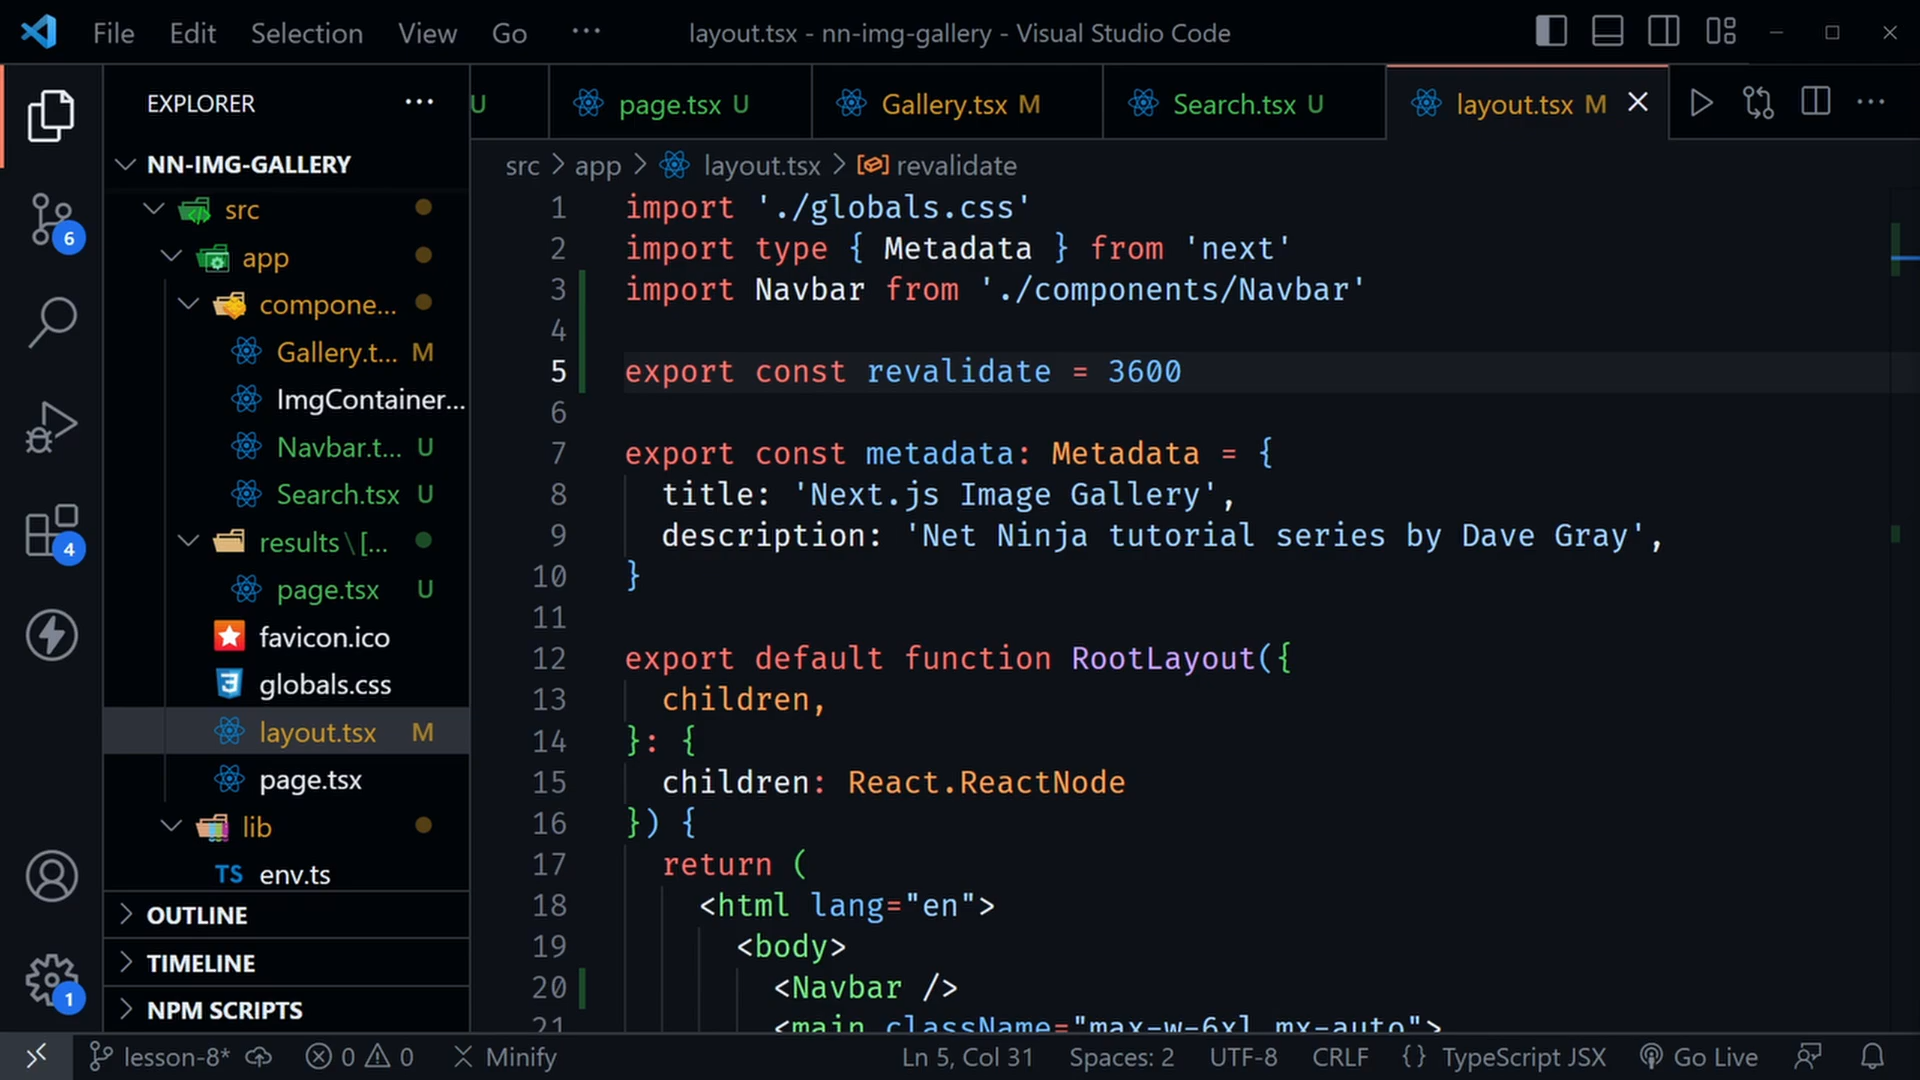 File Edit Selection View Go ··· layout.tsx - nn-img-gallery - Visual Studio Code
EXPLORER ···
U page.tsx U Gallery.tsx M Search.tsx U layout.tsx M
NN-IMG-GALLERY
src > app > layout.tsx > revalidate
src
app
compone...
Gallery.t... M
ImgContainer...
Navbar.t... U
Search.tsx U
results\[...
page.tsx U
favicon.ico
globals.css
layout.tsx M
page.tsx
lib
TS env.ts
OUTLINE
TIMELINE
NPM SCRIPTS
6
4
1
1 import './globals.css'
2 import type { Metadata } from 'next'
3 import Navbar from './components/Navbar'
4
5 export const revalidate = 3600
6
7 export const metadata: Metadata = {
8 title: 'Next.js Image Gallery',
9 description: 'Net Ninja tutorial series by Dave Gray',
10 }
11
12 export default function RootLayout({
13 children,
14 }: {
15 children: React.ReactNode
16 }) {
17 return (
18 <html lang="en">
19 <body>
20 <Navbar />
21 <main className="max-w-6xl mx-auto">
lesson-8* 0 0 Minify Ln 5, Col 31 Spaces: 2 UTF-8 CRLF {} TypeScript JSX Go Live